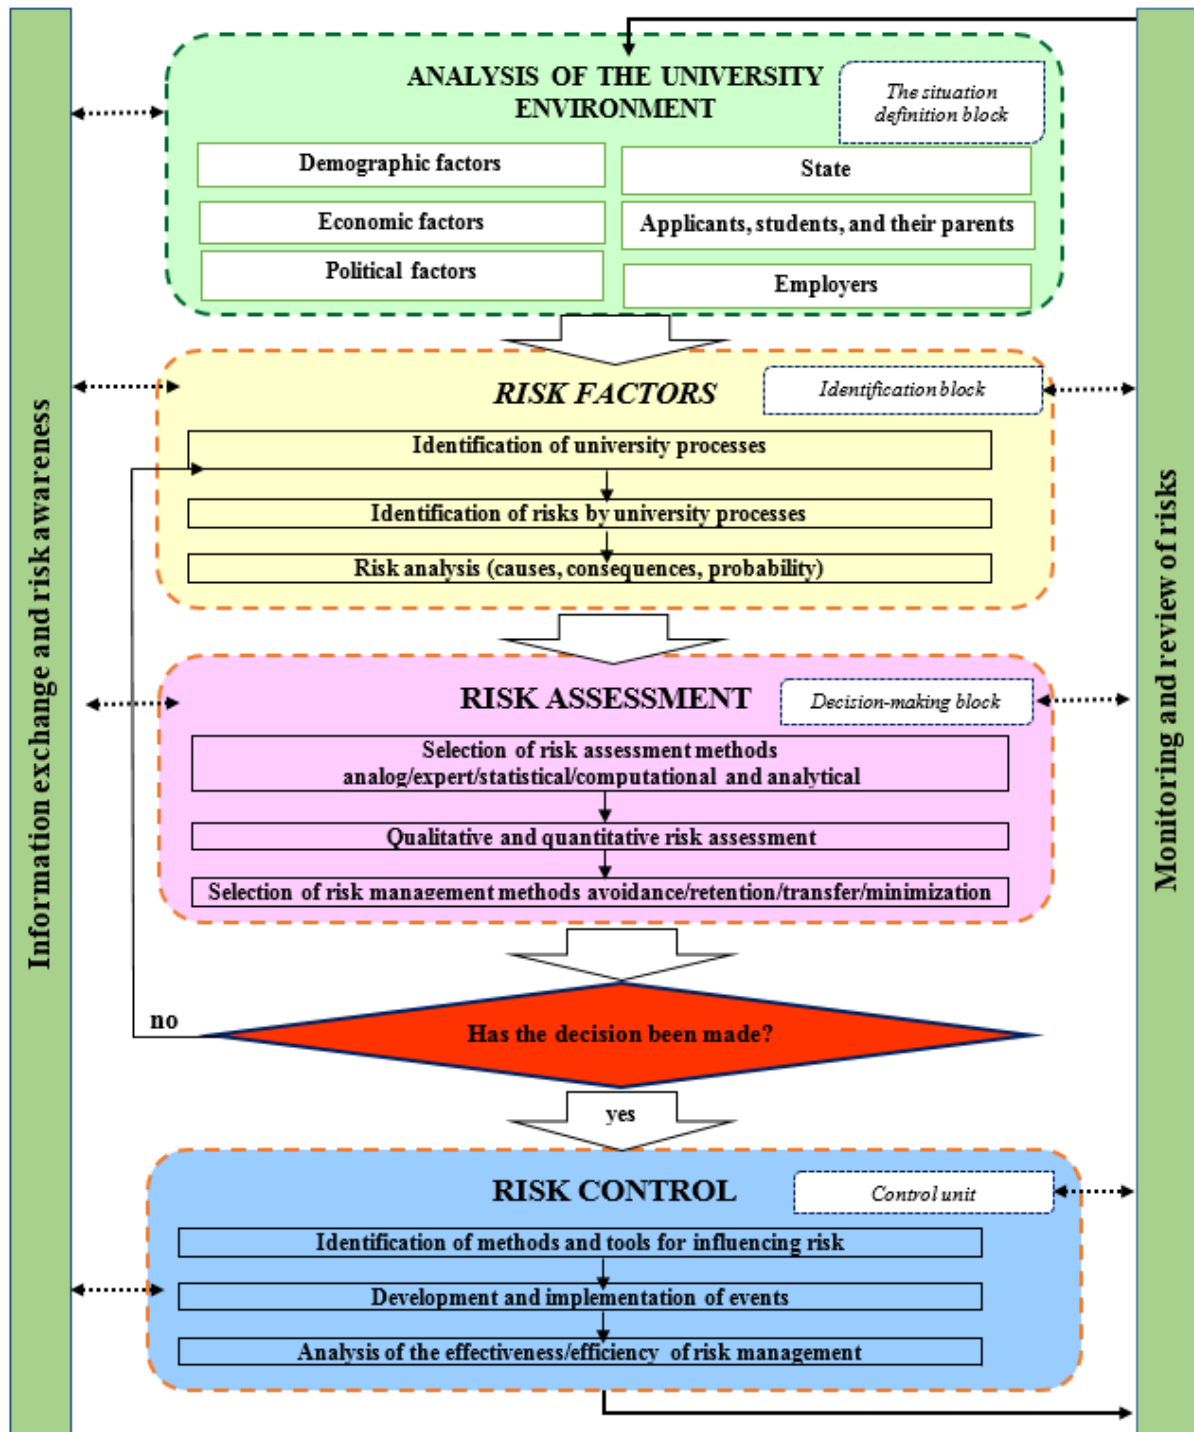 ANALYSIS OF THE UNIVERSITY
ENVIRONMENT
The situation
definition block
Demographic factors
State
Economic factors
Applicants, students, and their parents
Political factors
Employers
RISK FACTORS
Identification block
Identification of university processes
Identification of risks by university processes
Risk analysis (causes, consequences, probability)
RISK ASSESSMENT
Decision-making block
Selection of risk assessment methods
analog/expert/statistical/computational and analytical
Qualitative and quantitative risk assessment
Selection of risk management methods avoidance/retention/transfer/minimization
Has the decision been made?
no
yes
RISK CONTROL
Control unit
Identification of methods and tools for influencing risk
Development and implementation of events
Analysis of the effectiveness/efficiency of risk management
Information exchange and risk awareness
Monitoring and review of risks